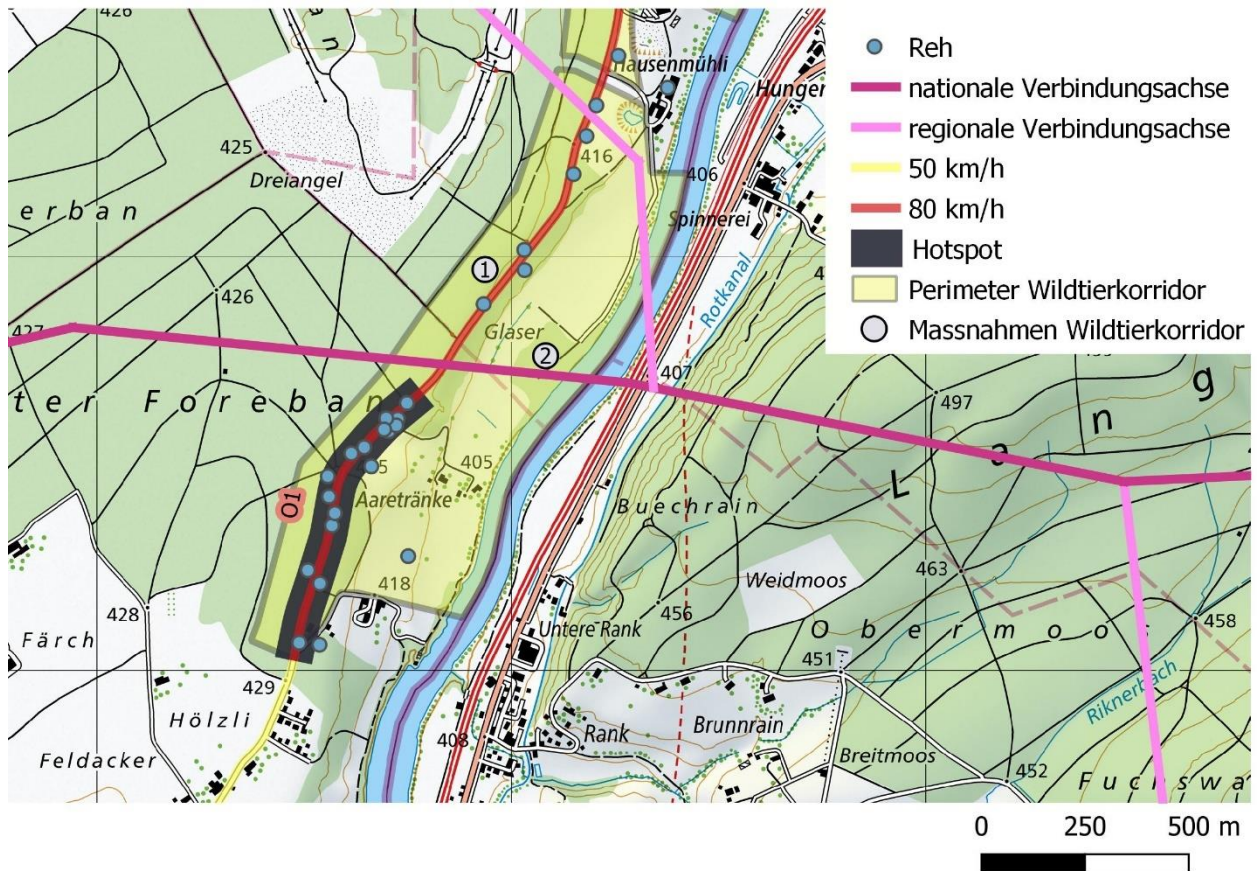 Reh
nationale Verbindungsachse
regionale Verbindungsachse
50 km/h
80 km/h
Hotspot
Perimeter Wildtierkorridor
Massnahmen Wildtierkorridor
Hausenmühli
Hunger
425
Dreiangel
416
406
Spinnerei
erban
1
Rotkanal
426
Glaser
427
2
407
497
ter Foreban
Lang
405
Aaretränke
O1
Buechrain
463
Weidmoos
428
418
456
458
Färch
Untere Rank
Obermoos
451
429
Riknerbach
Hölzli
408
Rank
Brunnrain
Feldacker
Breitmoos
452
Fuchswa
0 250 500 m